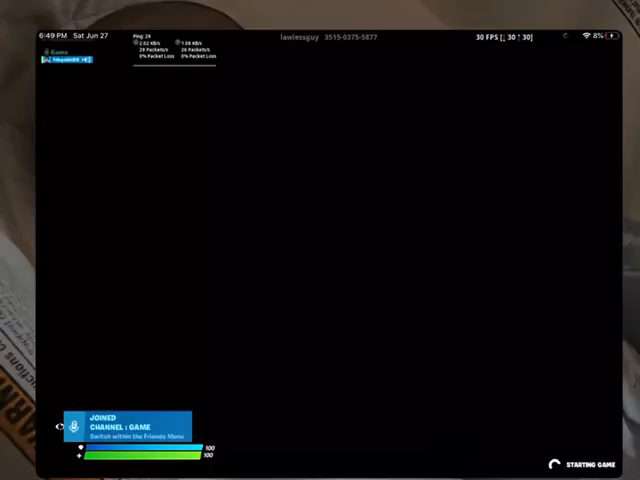 6:49 PM Sat Jun 27
Ping: 29
2.02 KB/s 1.08 KB/s
29 Packets/s 26 Packets/s
0% Packet Loss 0% Packet Loss
lawlessguy 3515-0375-5877
30 FPS [↓ 30 ↑ 30]
8%
Game
JOINED
CHANNEL : GAME
Switch within the Friends Menu
100
100
STARTING GAME